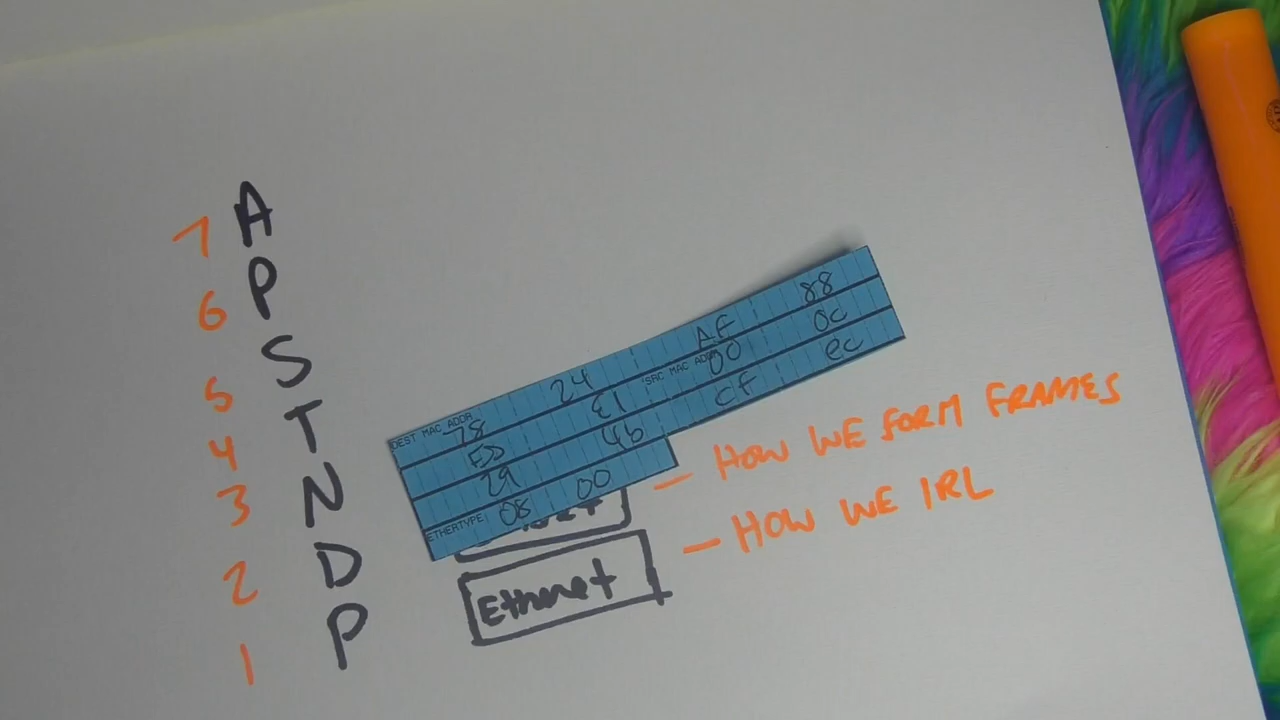 7 A
6 P
5 S
4 T
3 N
2 D
1 P
DEST MAC ADDR
78 24 AF 88
SRC MAC ADDR
E1 00 0C
29 46 CF EC
ETHERTYPE
08 00
Ethernet
- HOW WE FORM FRAMES
- HOW WE IRL